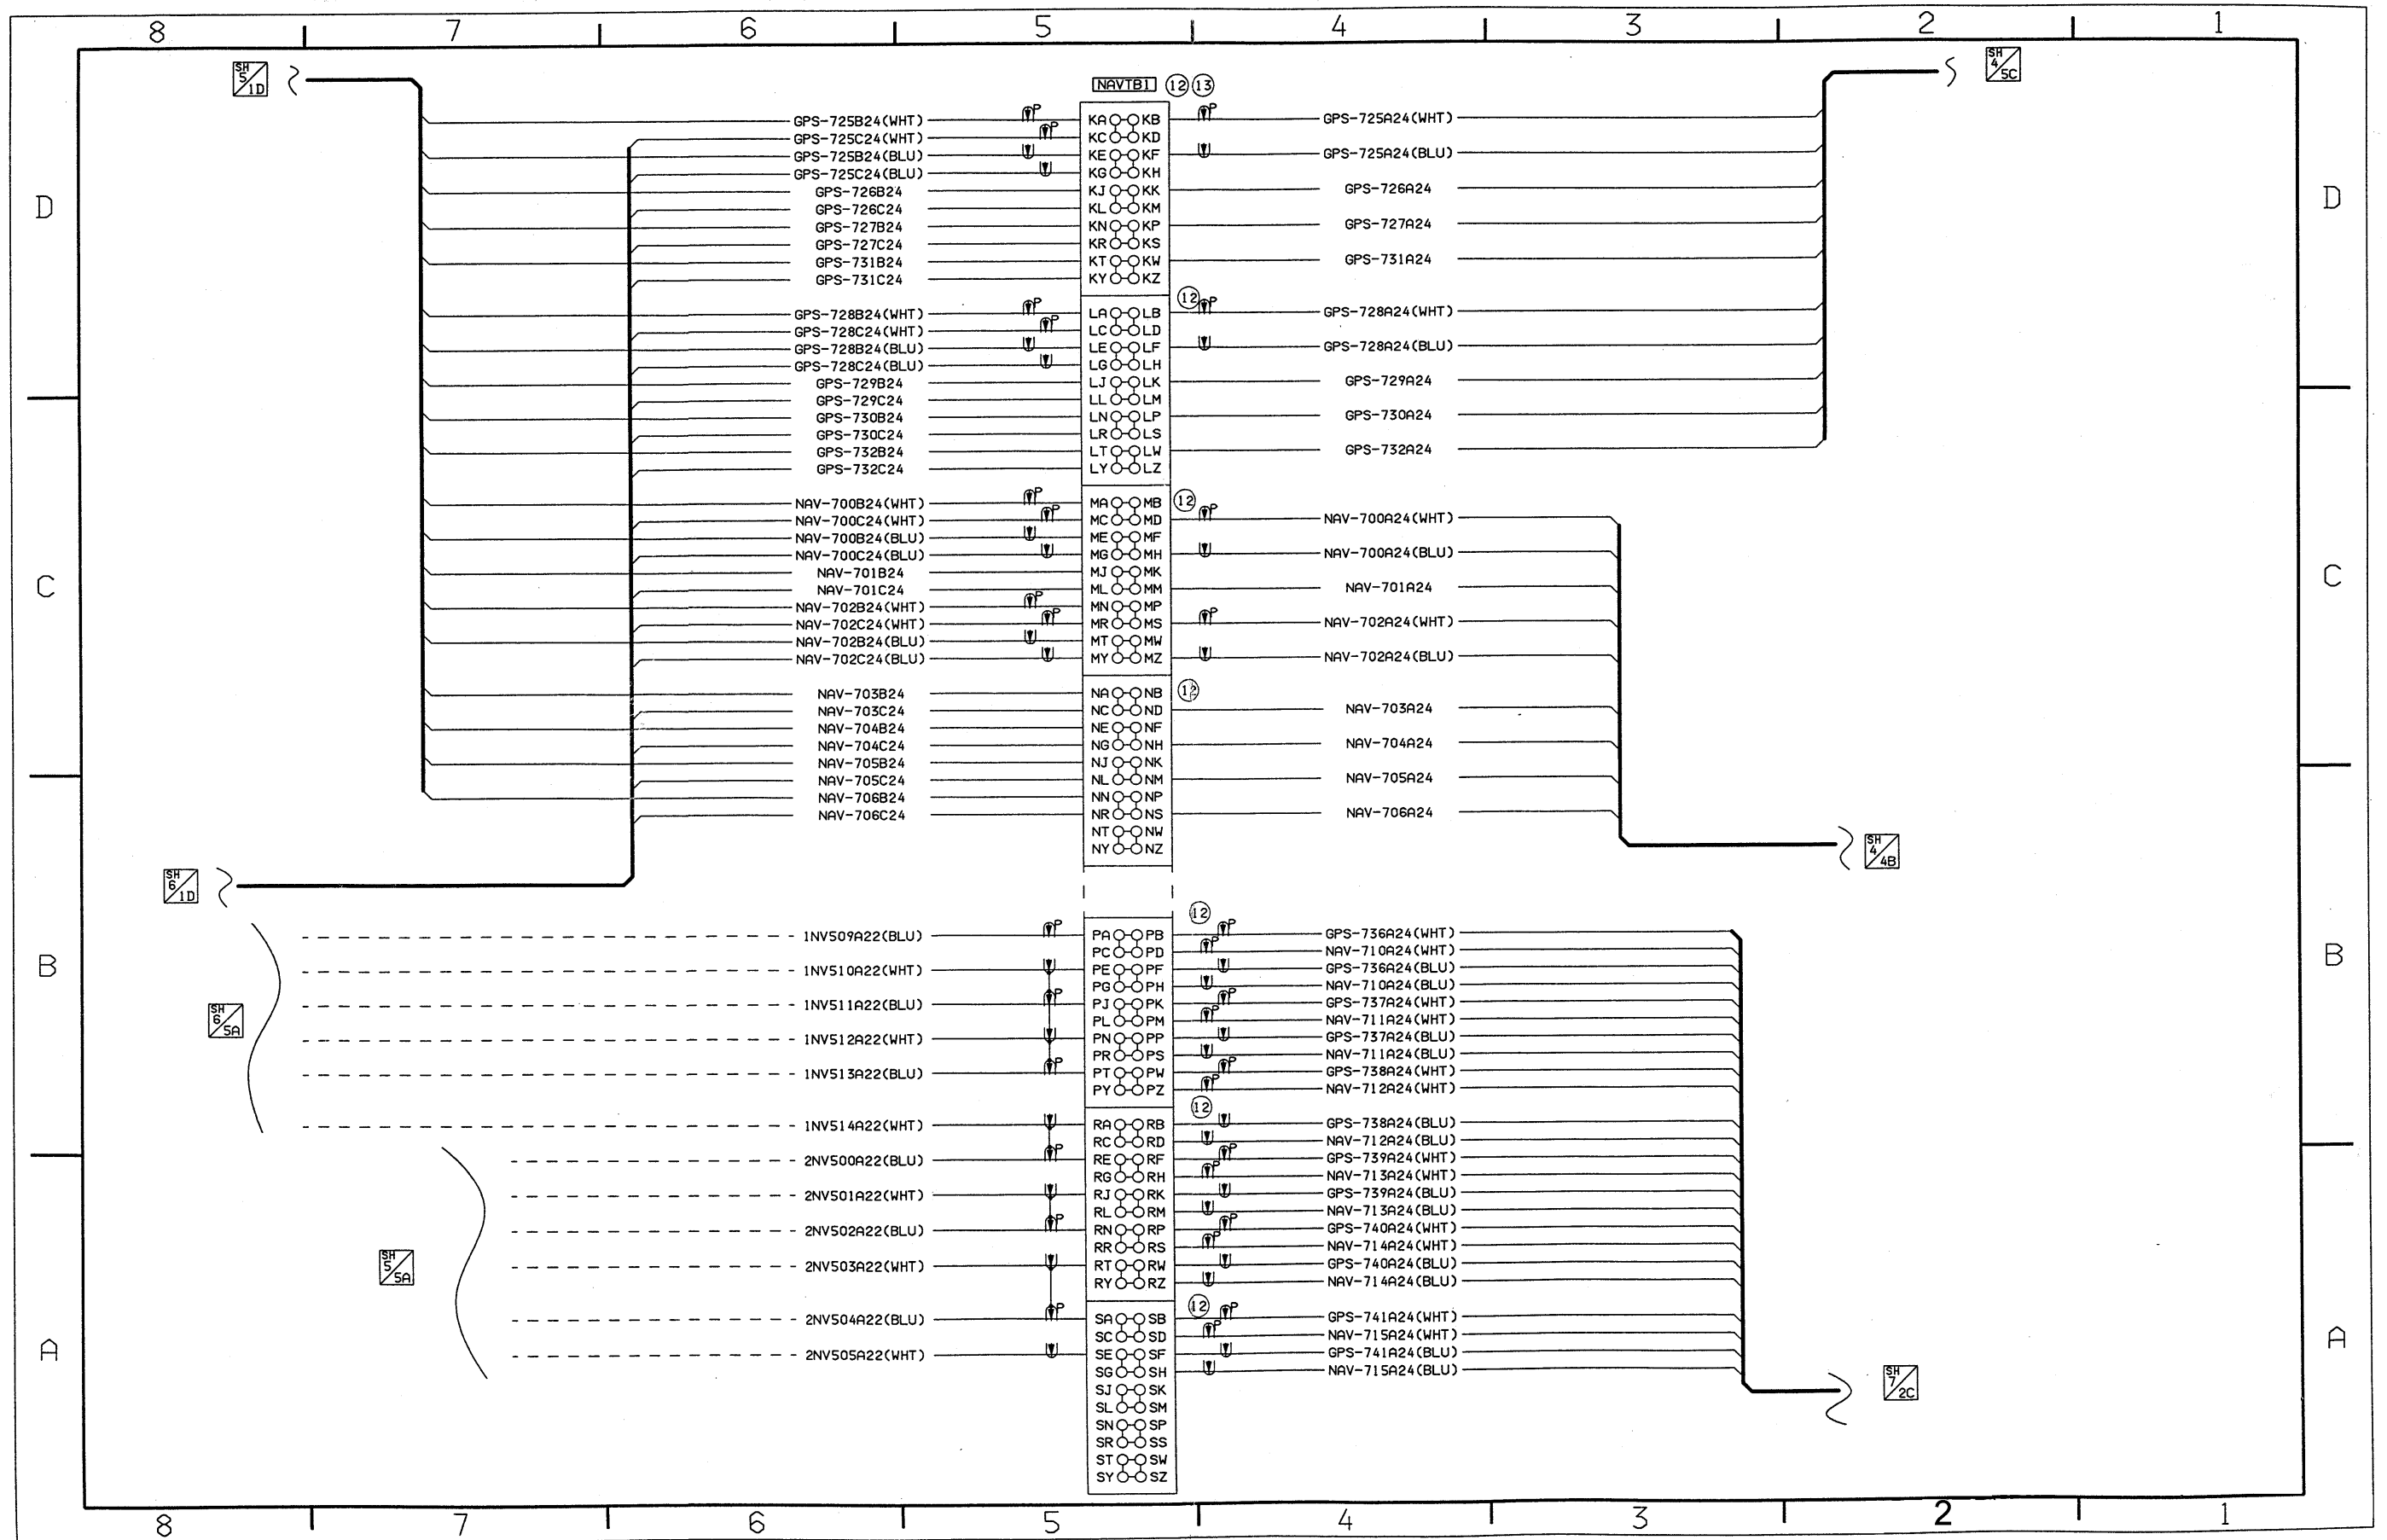 8 7 6 5 4 3 2 1
SH 5 1D
SH 4 5C
NAVTB1 12 13
GPS-725B24(WHT) P KA KB P GPS-725A24(WHT)
GPS-725C24(WHT) P KC KD
GPS-725B24(BLU) KE KF GPS-725A24(BLU)
GPS-725C24(BLU) KG KH
D GPS-726B24 KJ KK GPS-726A24 D
GPS-726C24 KL KM
GPS-727B24 KN KP GPS-727A24
GPS-727C24 KR KS
GPS-731B24 KT KW GPS-731A24
GPS-731C24 KY KZ
12
GPS-728B24(WHT) P LA LB P GPS-728A24(WHT)
GPS-728C24(WHT) P LC LD
GPS-728B24(BLU) LE LF GPS-728A24(BLU)
GPS-728C24(BLU) LG LH
GPS-729B24 LJ LK GPS-729A24
GPS-729C24 LL LM
GPS-730B24 LN LP GPS-730A24
GPS-730C24 LR LS
GPS-732B24 LT LW GPS-732A24
GPS-732C24 LY LZ
NAV-700B24(WHT) P MA MB 12
NAV-700C24(WHT) P MC MD P NAV-700A24(WHT)
NAV-700B24(BLU) ME MF
NAV-700C24(BLU) MG MH NAV-700A24(BLU)
C NAV-701B24 MJ MK C
NAV-701C24 ML MM NAV-701A24
NAV-702B24(WHT) P MN MP
NAV-702C24(WHT) P MR MS P NAV-702A24(WHT)
NAV-702B24(BLU) MT MW
NAV-702C24(BLU) MY MZ NAV-702A24(BLU)
NAV-703B24 NA NB 12
NAV-703C24 NC ND NAV-703A24
NAV-704B24 NE NF
NAV-704C24 NG NH NAV-704A24
NAV-705B24 NJ NK
NAV-705C24 NL NM NAV-705A24
NAV-706B24 NN NP
NAV-706C24 NR NS NAV-706A24
NT NW
NY NZ
SH 4 4B
SH 6 1D
12
1NV509A22(BLU) P PA PB P GPS-736A24(WHT)
PC PD P NAV-710A24(WHT)
B 1NV510A22(WHT) PE PF GPS-736A24(BLU) B
PG PH NAV-710A24(BLU)
1NV511A22(BLU) P PJ PK P GPS-737A24(WHT)
SH 6 5A
PL PM P NAV-711A24(WHT)
1NV512A22(WHT) PN PP GPS-737A24(BLU)
PR PS NAV-711A24(BLU)
1NV513A22(BLU) P PT PW P GPS-738A24(WHT)
PY PZ P NAV-712A24(WHT)
12
1NV514A22(WHT) RA RB GPS-738A24(BLU)
RC RD NAV-712A24(BLU)
2NV500A22(BLU) P RE RF P GPS-739A24(WHT)
RG RH P NAV-713A24(WHT)
2NV501A22(WHT) RJ RK GPS-739A24(BLU)
RL RM NAV-713A24(BLU)
2NV502A22(BLU) P RN RP P GPS-740A24(WHT)
RR RS P NAV-714A24(WHT)
SH 5 5A
2NV503A22(WHT) RT RW GPS-740A24(BLU)
RY RZ NAV-714A24(BLU)
12
2NV504A22(BLU) P SA SB P GPS-741A24(WHT)
SC SD P NAV-715A24(WHT)
A 2NV505A22(WHT) SE SF GPS-741A24(BLU) A
SG SH NAV-715A24(BLU)
SH 7 2C
SJ SK
SL SM
SN SP
SR SS
ST SW
SY SZ
8 7 6 5 4 3 2 1